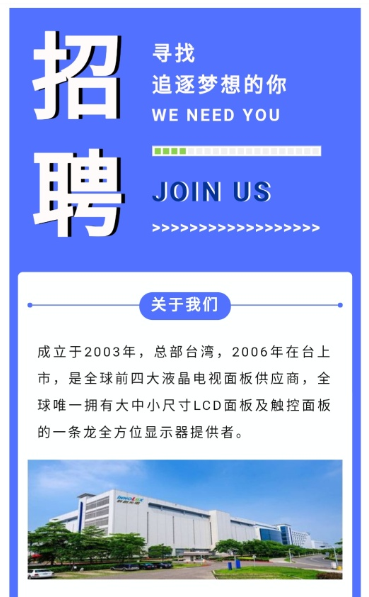 招聘
寻找
追逐梦想的你
WE NEED YOU
JOIN US
>>>>>>>>>>>>>>>>>>>
关于我们
成立于2003年，总部台湾，2006年在台上
市，是全球前四大液晶电视面板供应商，全
球唯一拥有大中小尺寸LCD面板及触控面板
的一条龙全方位显示器提供者。